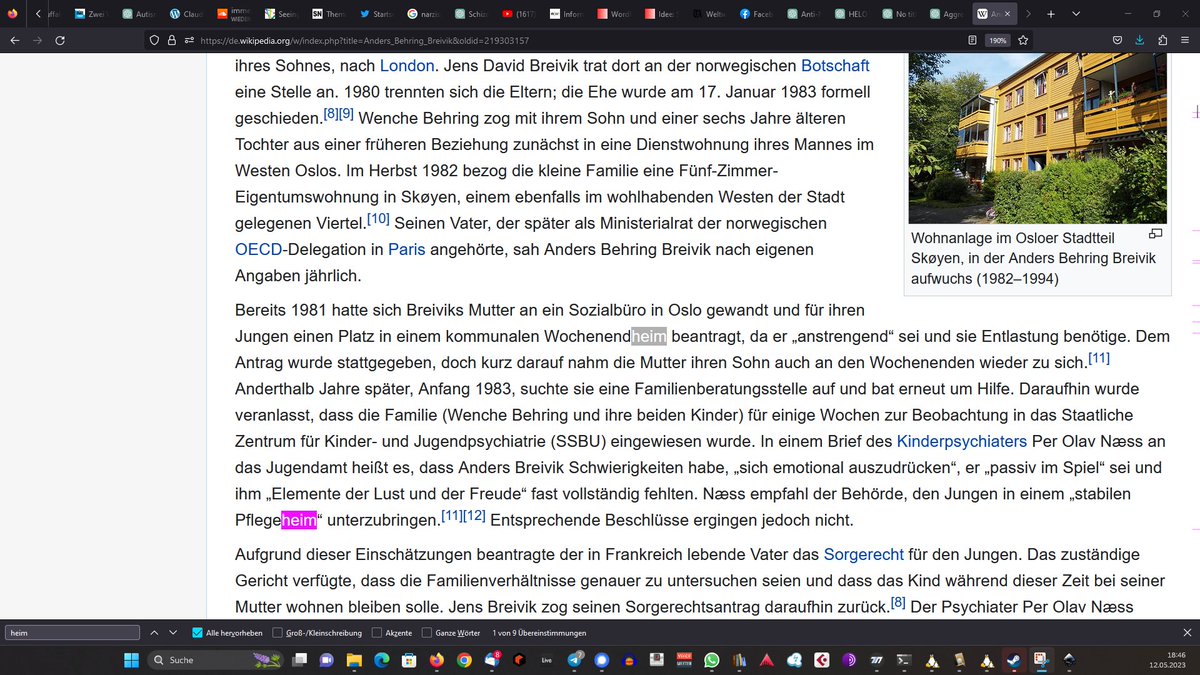 uffal
Zwei
Autis
Claud
imme
WIEDER
Seein
SN Them
Starts
narzis
Schiz
(161)
Inforn
Wordl
Ideen
Welte
Faceb
Anti-
HELO
No titl
Aggre
W An
https://de.wikipedia.org/w/index.php?title=Anders_Behring_Breivik&oldid=219303157
190%
ihres Sohnes, nach London. Jens David Breivik trat dort an der norwegischen Botschaft
eine Stelle an. 1980 trennten sich die Eltern; die Ehe wurde am 17. Januar 1983 formell
geschieden.[8][9] Wenche Behring zog mit ihrem Sohn und einer sechs Jahre älteren
Tochter aus einer früheren Beziehung zunächst in eine Dienstwohnung ihres Mannes im
Westen Oslos. Im Herbst 1982 bezog die kleine Familie eine Fünf-Zimmer-
Eigentumswohnung in Skøyen, einem ebenfalls im wohlhabenden Westen der Stadt
gelegenen Viertel.[10] Seinen Vater, der später als Ministerialrat der norwegischen
OECD-Delegation in Paris angehörte, sah Anders Behring Breivik nach eigenen
Angaben jährlich.
Wohnanlage im Osloer Stadtteil
Skøyen, in der Anders Behring Breivik
aufwuchs (1982–1994)
Bereits 1981 hatte sich Breiviks Mutter an ein Sozialbüro in Oslo gewandt und für ihren
Jungen einen Platz in einem kommunalen Wochenendheim beantragt, da er „anstrengend“ sei und sie Entlastung benötige. Dem
Antrag wurde stattgegeben, doch kurz darauf nahm die Mutter ihren Sohn auch an den Wochenenden wieder zu sich.[11]
Anderthalb Jahre später, Anfang 1983, suchte sie eine Familienberatungsstelle auf und bat erneut um Hilfe. Daraufhin wurde
veranlasst, dass die Familie (Wenche Behring und ihre beiden Kinder) für einige Wochen zur Beobachtung in das Staatliche
Zentrum für Kinder- und Jugendpsychiatrie (SSBU) eingewiesen wurde. In einem Brief des Kinderpsychiaters Per Olav Næss an
das Jugendamt heißt es, dass Anders Breivik Schwierigkeiten habe, „sich emotional auszudrücken“, er „passiv im Spiel“ sei und
ihm „Elemente der Lust und der Freude“ fast vollständig fehlten. Næss empfahl der Behörde, den Jungen in einem „stabilen
Pflegeheim“ unterzubringen.[11][12] Entsprechende Beschlüsse ergingen jedoch nicht.
Aufgrund dieser Einschätzungen beantragte der in Frankreich lebende Vater das Sorgerecht für den Jungen. Das zuständige
Gericht verfügte, dass die Familienverhältnisse genauer zu untersuchen seien und dass das Kind während dieser Zeit bei seiner
Mutter wohnen bleiben solle. Jens Breivik zog seinen Sorgerechtsantrag daraufhin zurück.[8] Der Psychiater Per Olav Næss
heim
Alle hervorheben
Groß-/Kleinschreibung
Akzente
Ganze Wörter
1 von 9 Übereinstimmungen
Suche
Live
18:46
12.05.2023